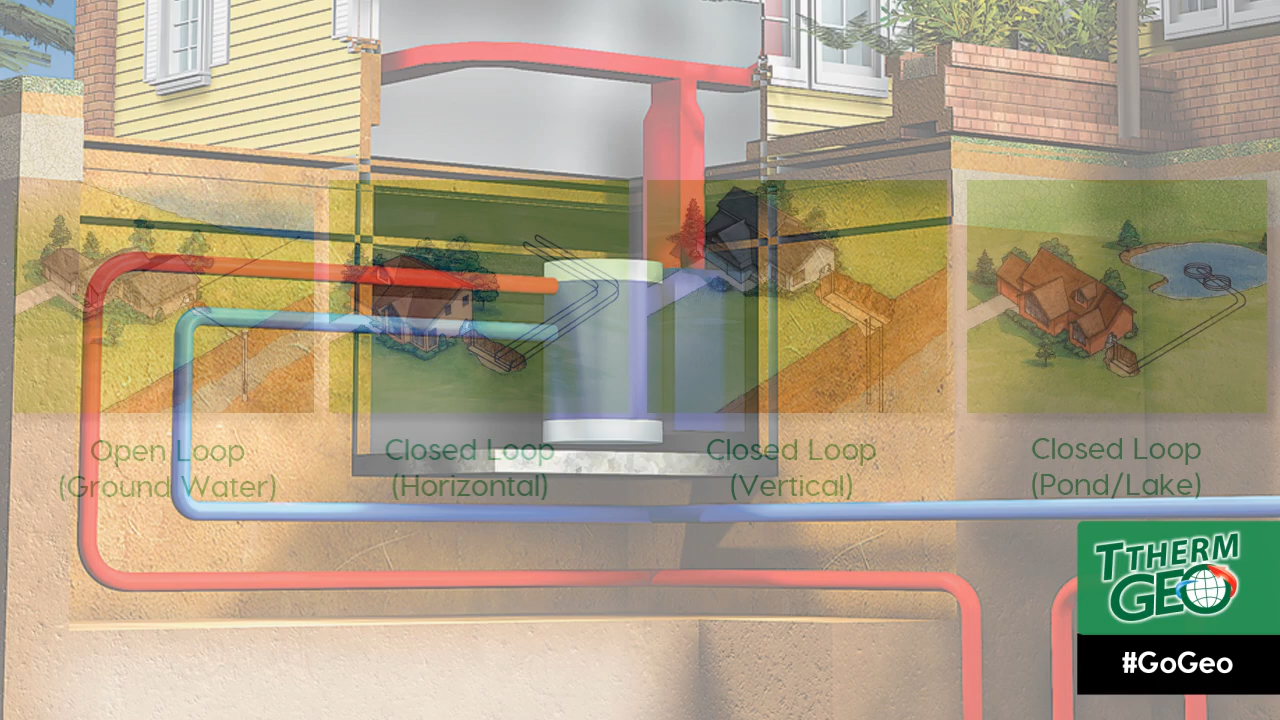 Open Loop
(Ground Water)
Closed Loop
(Horizontal)
Closed Loop
(Vertical)
Closed Loop
(Pond/Lake)
TTHERM
GEO
#GoGeo